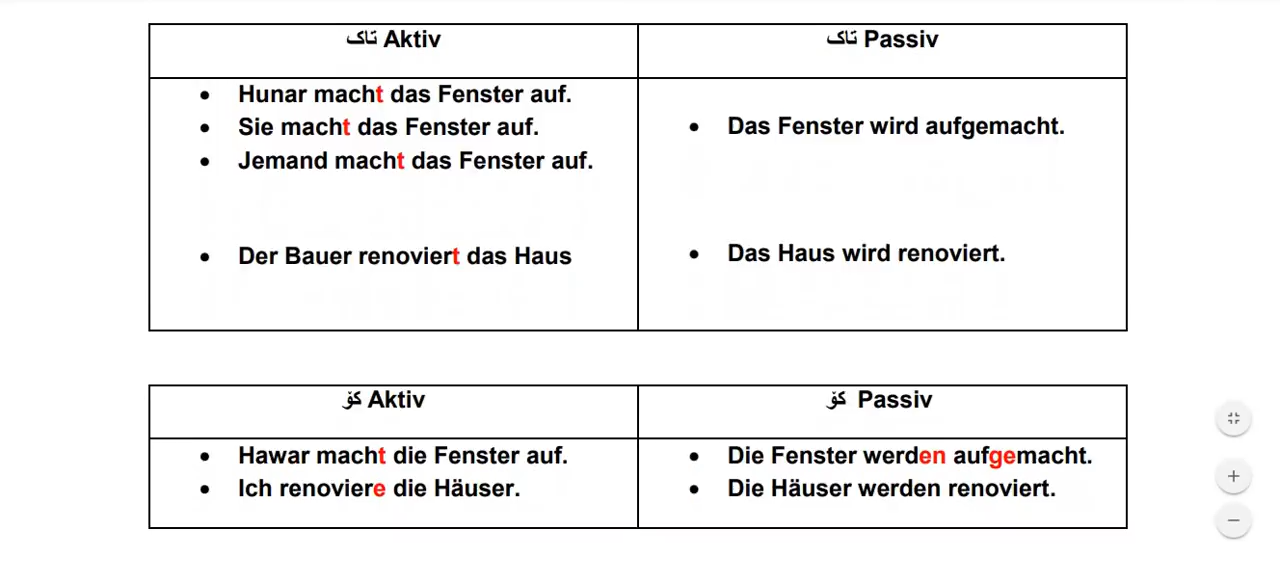 تاک Aktiv
تاک Passiv
• Hunar macht das Fenster auf.
• Sie macht das Fenster auf.
• Jemand macht das Fenster auf.
• Der Bauer renoviert das Haus
• Das Fenster wird aufgemacht.
• Das Haus wird renoviert.
کۆ Aktiv
کۆ Passiv
• Hawar macht die Fenster auf.
• Ich renoviere die Häuser.
• Die Fenster werden aufgemacht.
• Die Häuser werden renoviert.